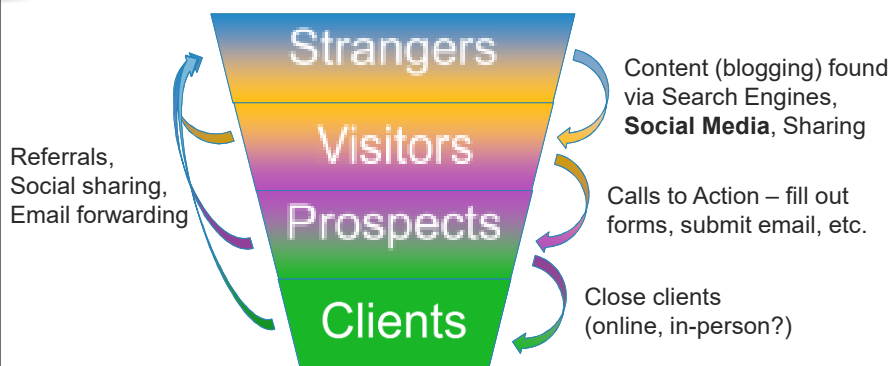 Strangers
Content (blogging) found
via Search Engines,
Social Media, Sharing
Visitors
Referrals,
Social sharing,
Email forwarding
Calls to Action – fill out
forms, submit email, etc.
Prospects
Close clients
(online, in-person?)
Clients